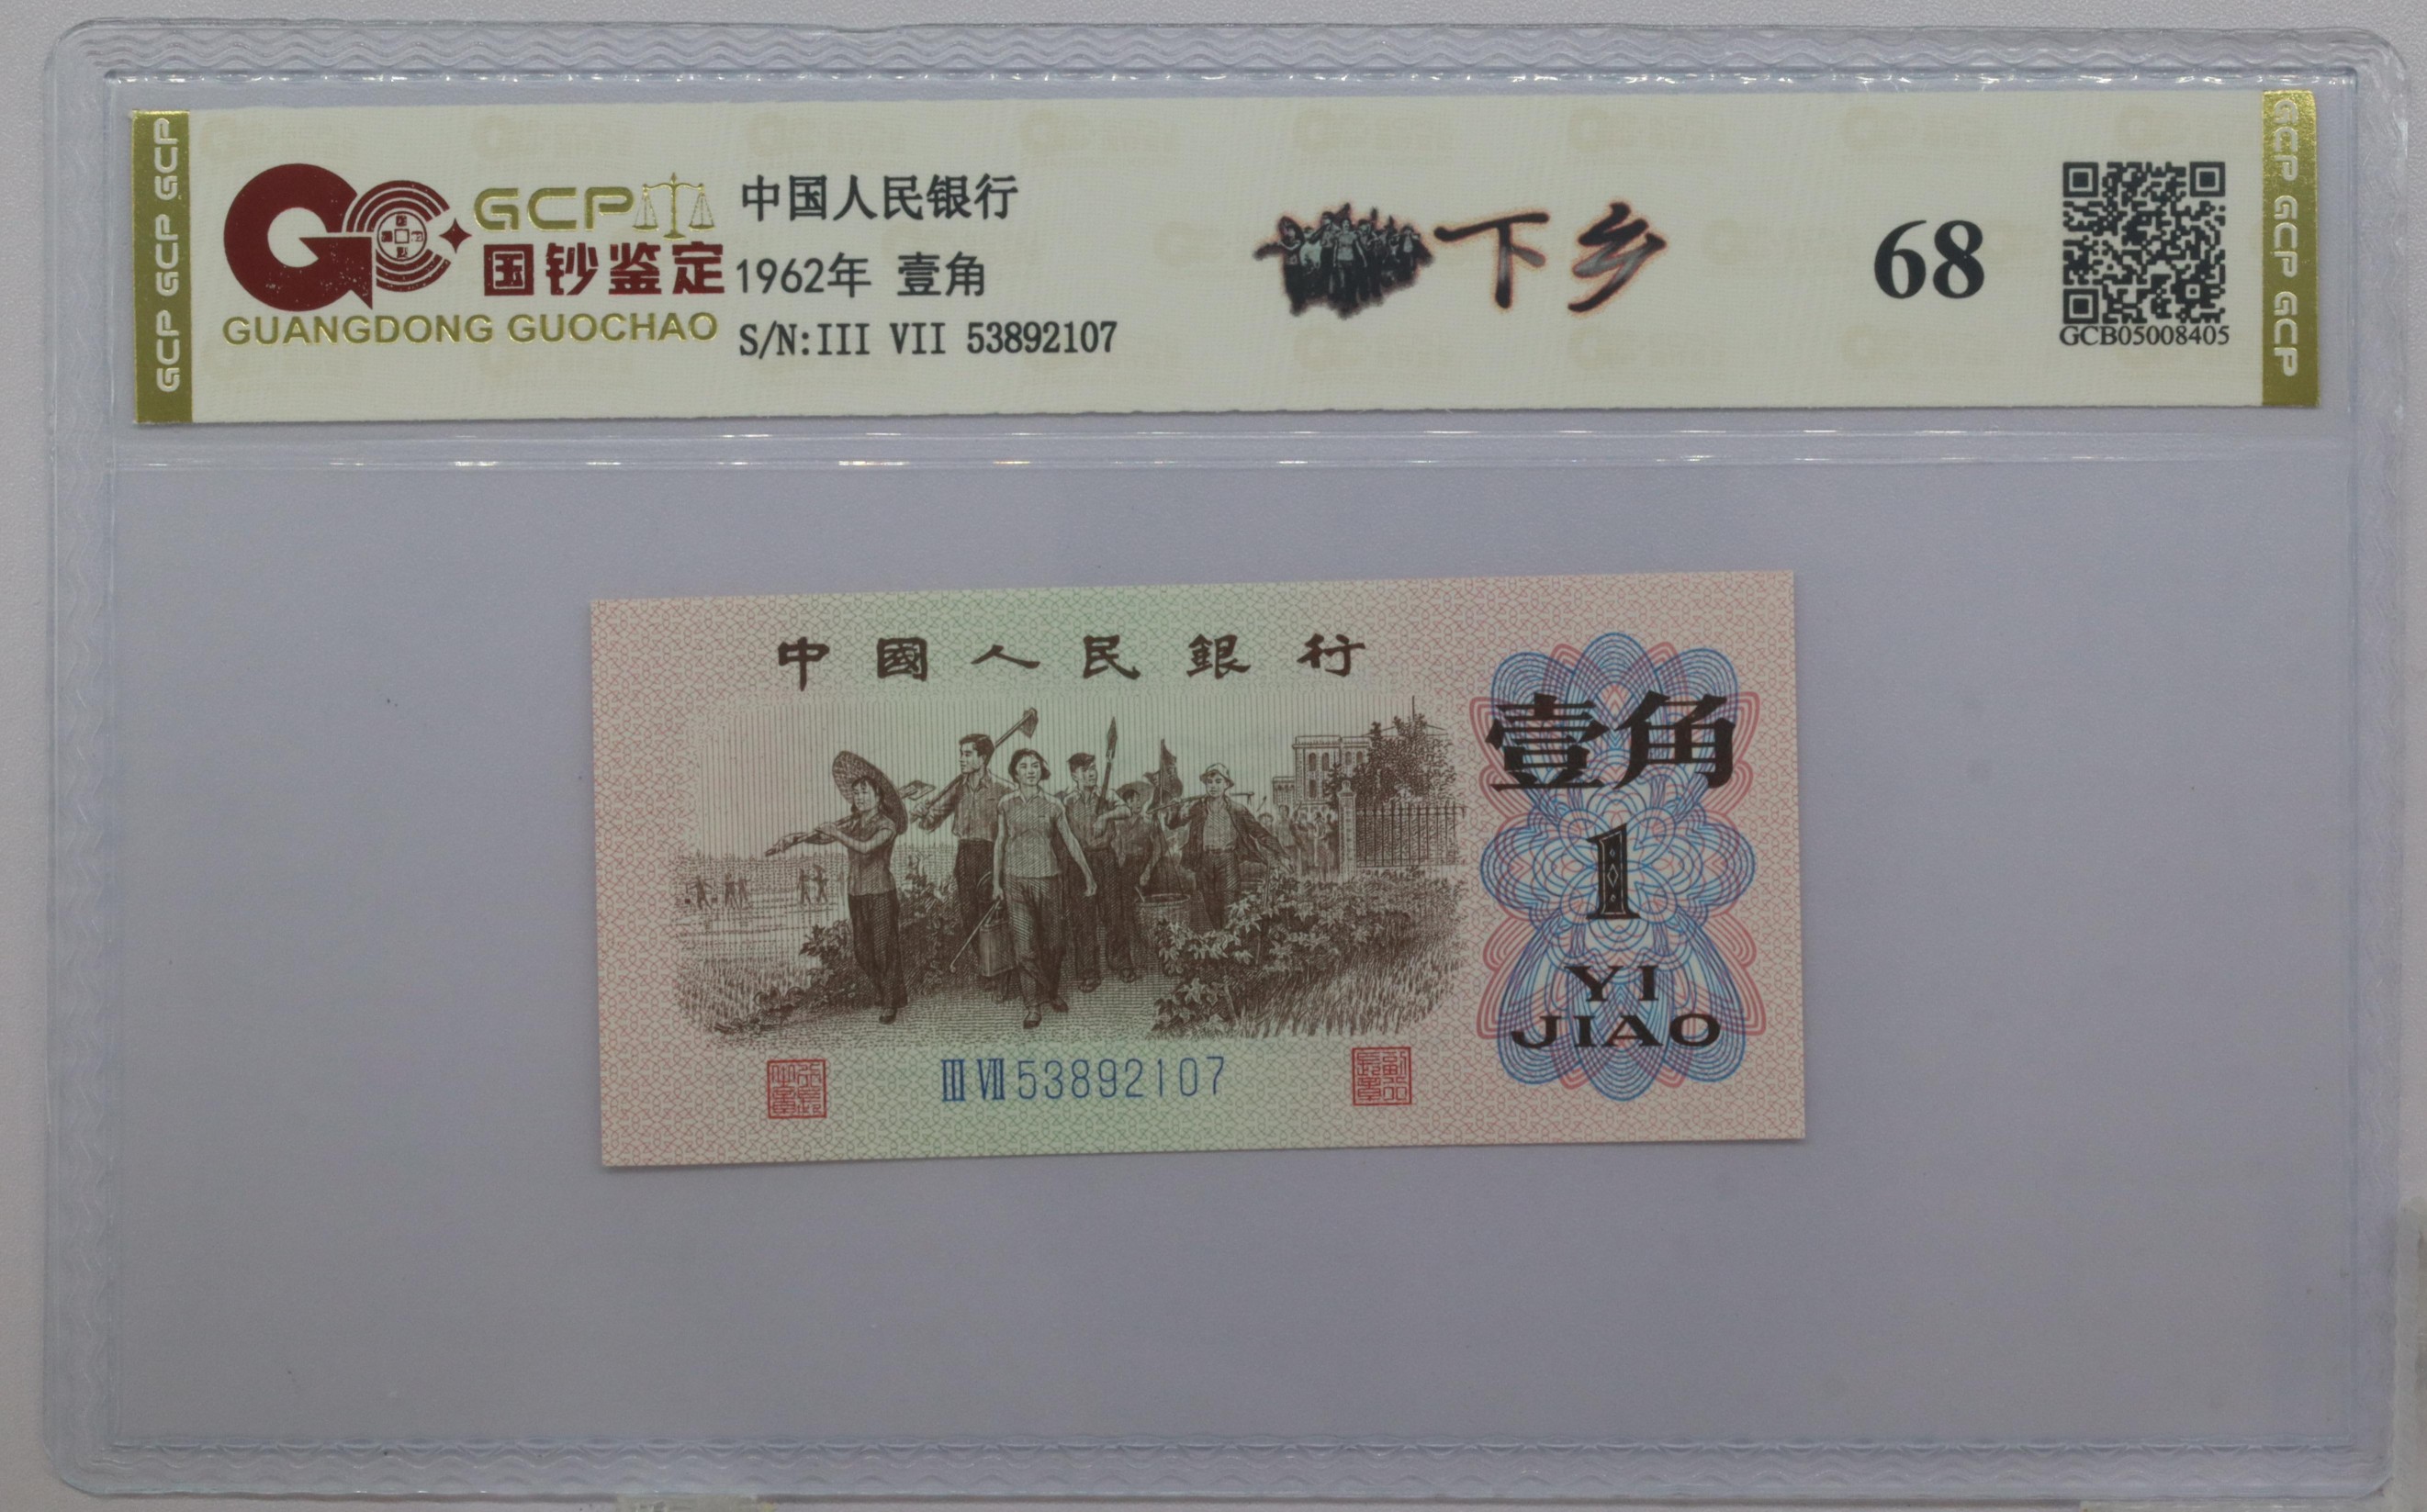 GCP GCP GCP
GCP
国钞鉴定
GUANGDONG GUOCHAO
中国人民银行
1962年 壹角
S/N:III VII 53892107
下乡
68
GCB05008405
GCP GCP GCP
中國人民銀行
壹角
1
YI
JIAO
III VII 53892107